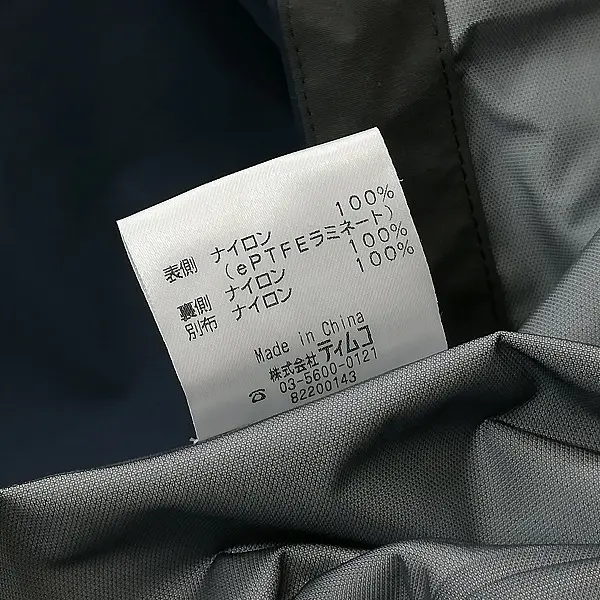 表側 ナイロン 100%
(ePTFEラミネート)
裏側 ナイロン 100%
別布 ナイロン 100%
Made in China
株式会社 ティムコ
☎ 03-5600-0121
82200143